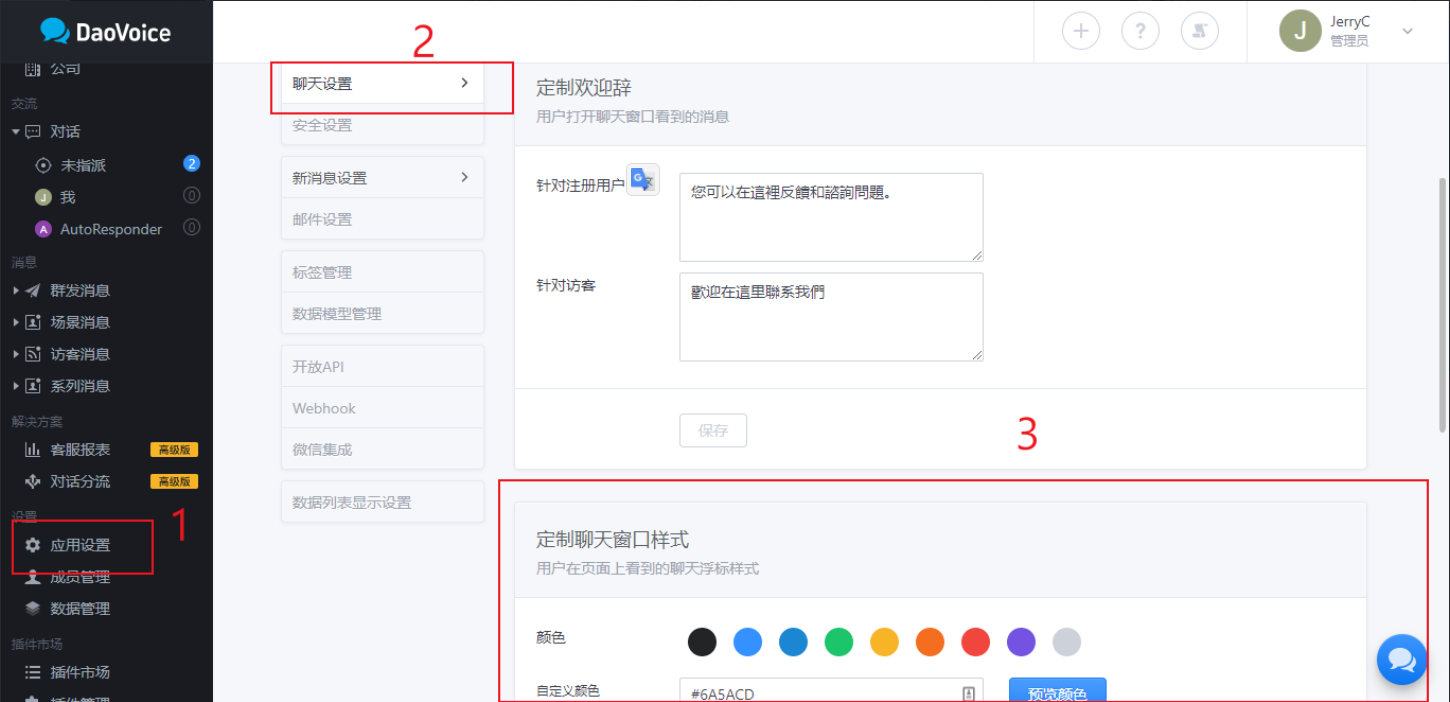 DaoVoice
2
JerryC
管理员
公司
交流
对话
未指派 2
我 0
AutoResponder 0
消息
群发消息
场景消息
访客消息
系列消息
解决方案
客服报表 高级版
对话分流 高级版
设置
1
应用设置
成员管理
数据管理
插件市场
插件市场
插件管理
聊天设置
安全设置
新消息设置
邮件设置
标签管理
数据模型管理
开放API
Webhook
微信集成
数据列表显示设置
定制欢迎辞
用户打开聊天窗口看到的消息
针对注册用户
您可以在這裡反饋和諮詢問題。
针对访客
歡迎在這里聯系我們
保存
3
定制聊天窗口样式
用户在页面上看到的聊天浮标样式
颜色
自定义颜色
#6A5ACD
预览颜色